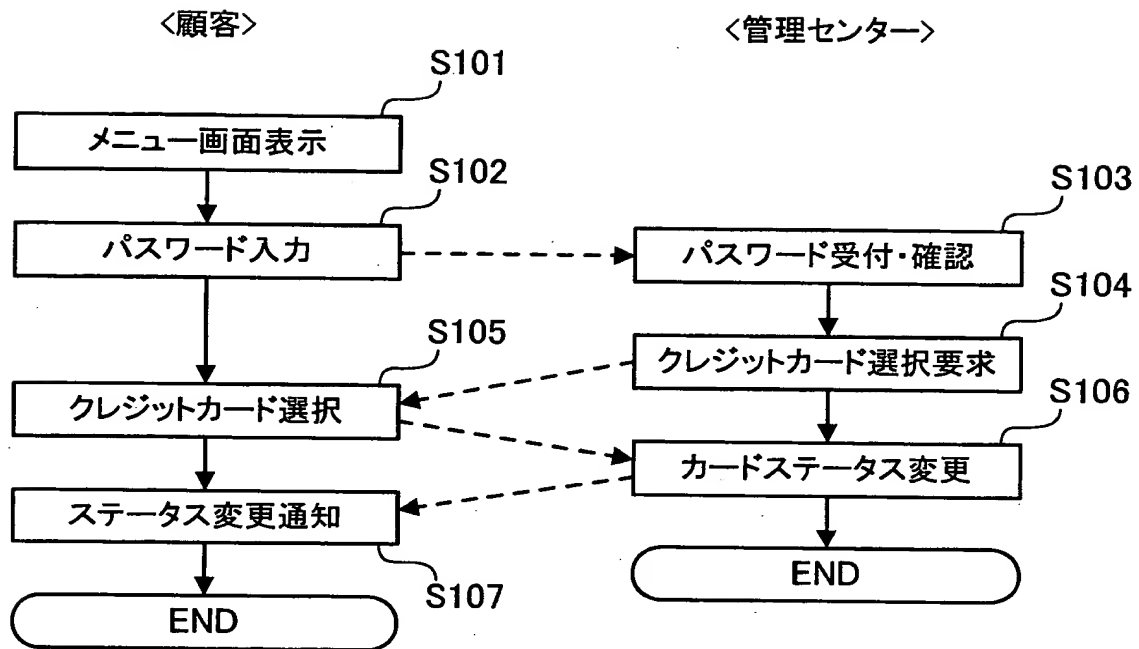 <顧客>
<管理センター>
S101
メニュー画面表示
S102
パスワード入力
S103
パスワード受付・確認
S104
クレジットカード選択要求
S105
クレジットカード選択
S106
カードステータス変更
ステータス変更通知
S107
END
END